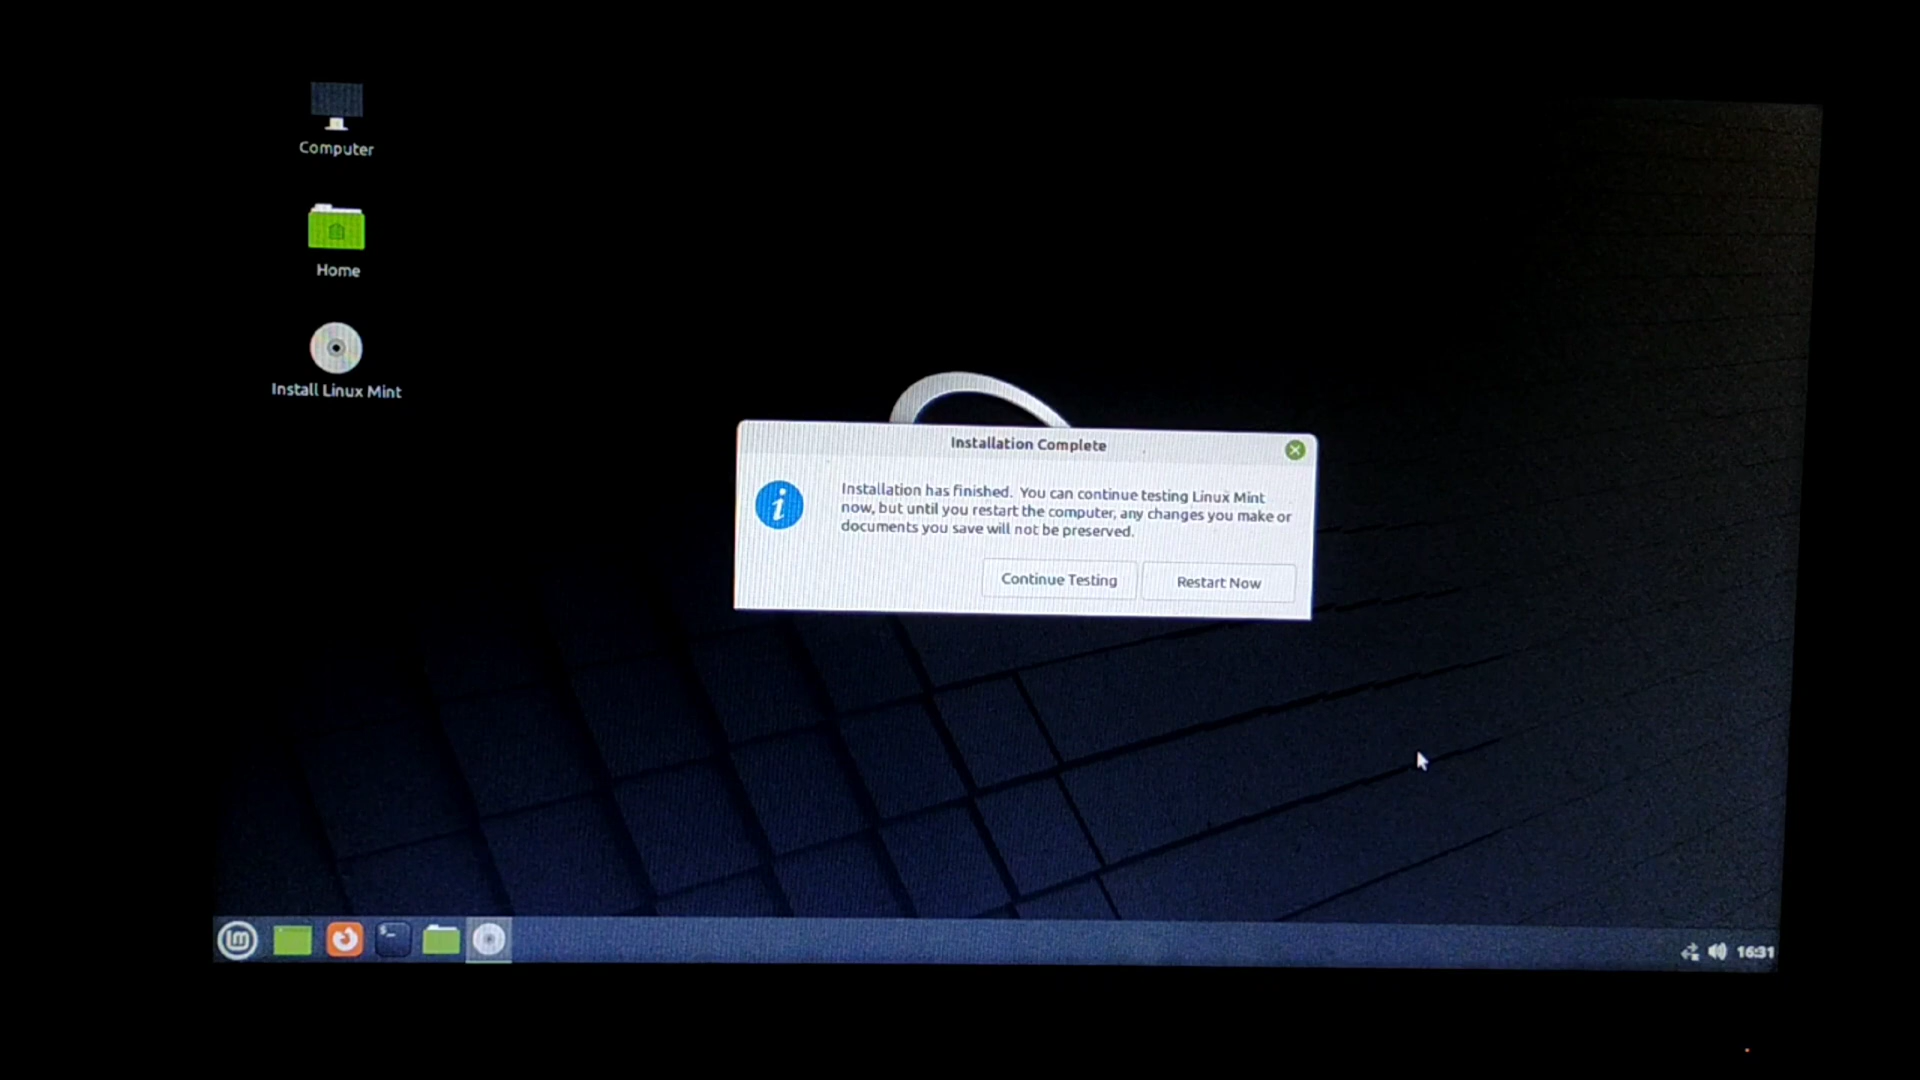 Computer
Home
Install Linux Mint
Installation Complete
Installation has finished. You can continue testing Linux Mint
now, but until you restart the computer, any changes you make or
documents you save will not be preserved.
Continue Testing
Restart Now
16:31